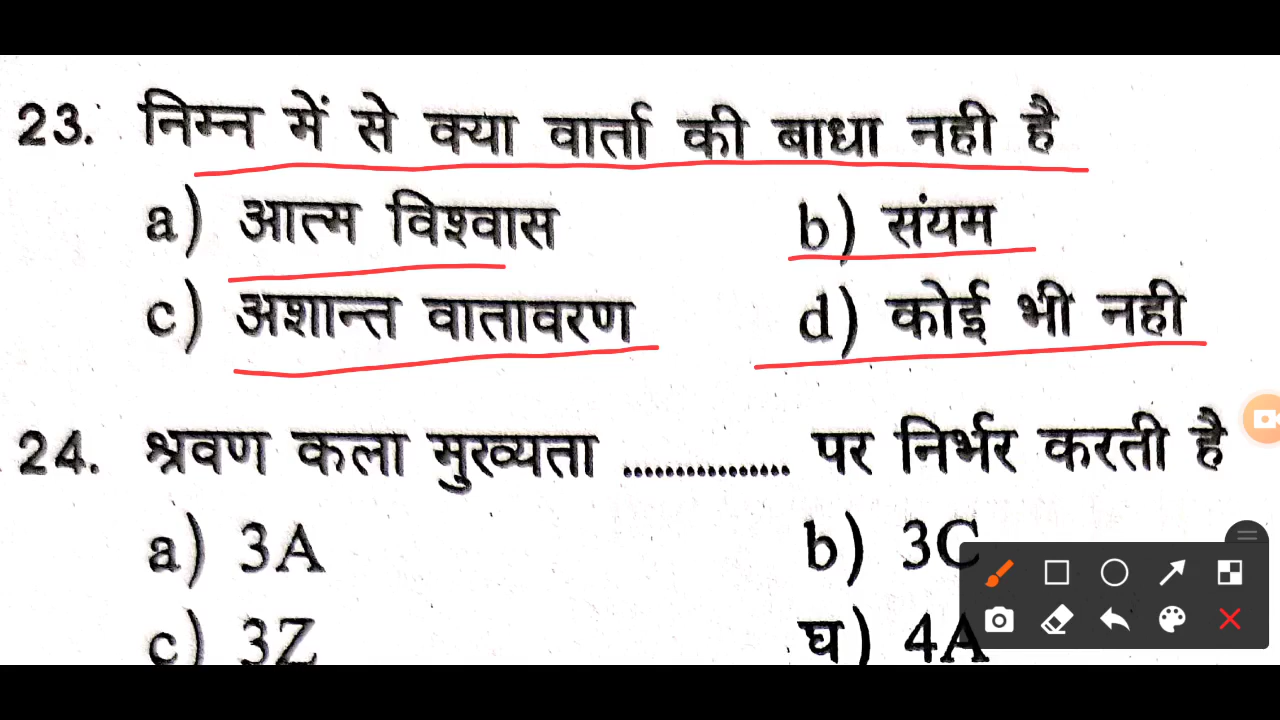 23. निम्न में से क्या वार्ता की बाधा नही है
a) आत्म विश्वास b) संयम
c) अशान्त वातावरण d) कोई भी नही
24. श्रवण कला मुख्यता ................ पर निर्भर करती है
a) 3A b) 3C
c) 3Z घ) 4A